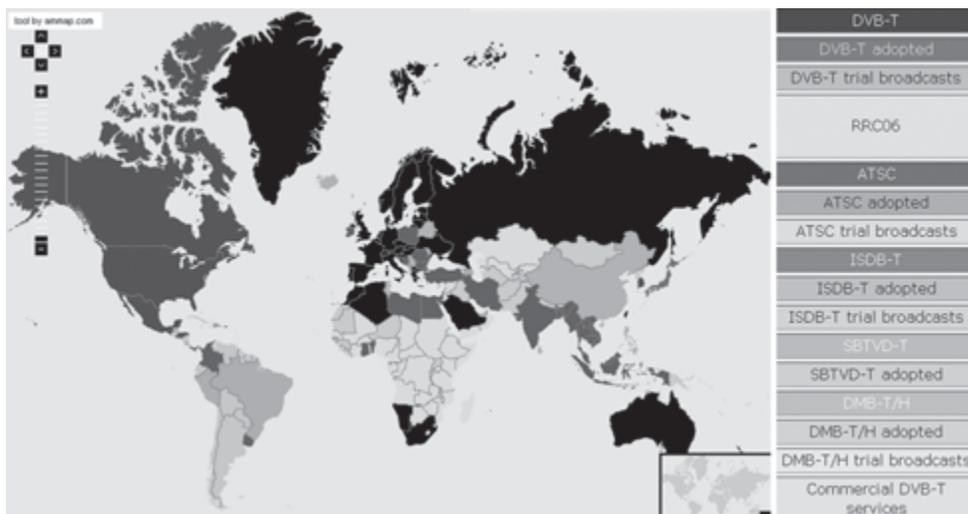 tool by ammap.com
DVB-T
DVB-T adopted
DVB-T trial broadcasts
RRC06
ATSC
ATSC adopted
ATSC trial broadcasts
ISDB-T
ISDB-T adopted
ISDB-T trial broadcasts
SBTVD-T
SBTVD-T adopted
DMB-T/H
DMB-T/H adopted
DMB-T/H trial broadcasts
Commercial DVB-T
services